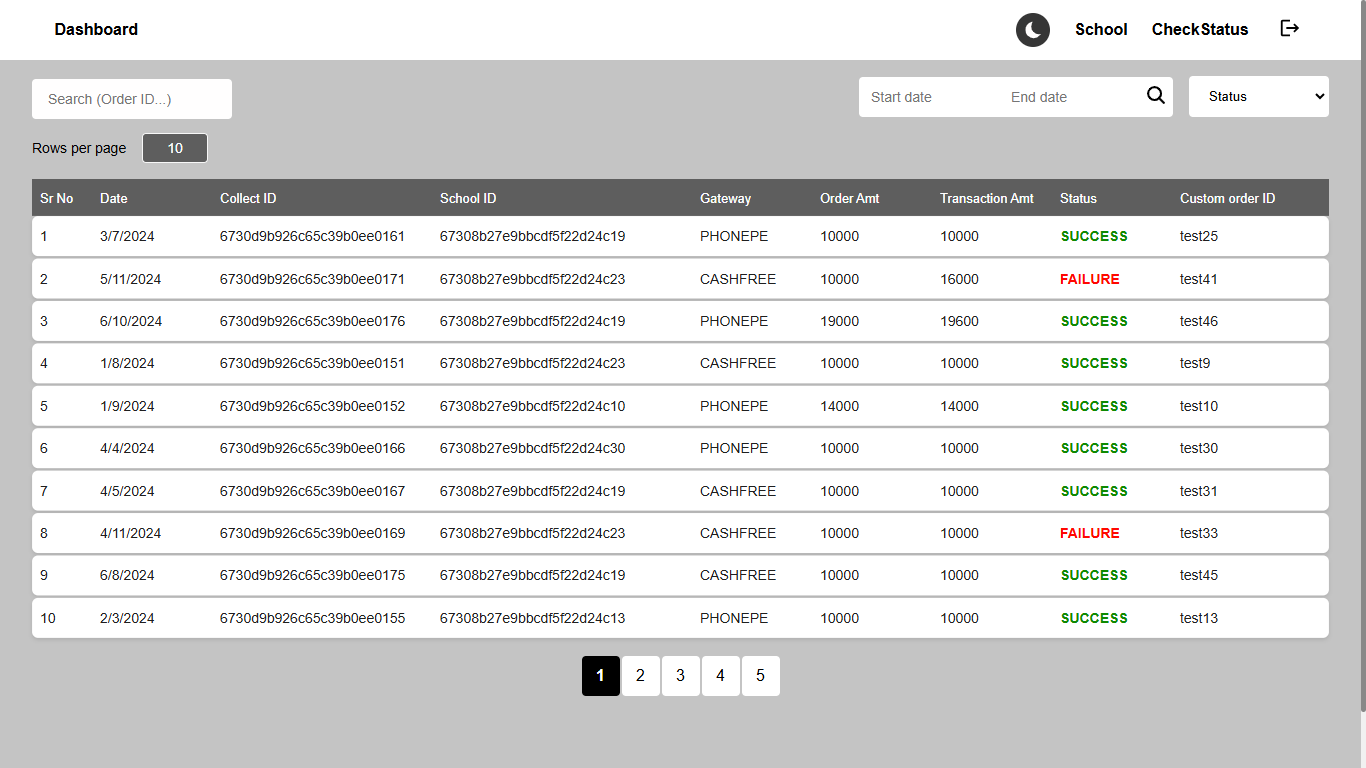 Dashboard School CheckStatus
Search (Order ID...) Start date End date Status
Rows per page 10
Sr No Date Collect ID School ID Gateway Order Amt Transaction Amt Status Custom order ID
1 3/7/2024 6730d9b926c65c39b0ee0161 67308b27e9bbcdf5f22d24c19 PHONEPE 10000 10000 SUCCESS test25
2 5/11/2024 6730d9b926c65c39b0ee0171 67308b27e9bbcdf5f22d24c23 CASHFREE 10000 16000 FAILURE test41
3 6/10/2024 6730d9b926c65c39b0ee0176 67308b27e9bbcdf5f22d24c19 PHONEPE 19000 19600 SUCCESS test46
4 1/8/2024 6730d9b926c65c39b0ee0151 67308b27e9bbcdf5f22d24c23 CASHFREE 10000 10000 SUCCESS test9
5 1/9/2024 6730d9b926c65c39b0ee0152 67308b27e9bbcdf5f22d24c10 PHONEPE 14000 14000 SUCCESS test10
6 4/4/2024 6730d9b926c65c39b0ee0166 67308b27e9bbcdf5f22d24c30 PHONEPE 10000 10000 SUCCESS test30
7 4/5/2024 6730d9b926c65c39b0ee0167 67308b27e9bbcdf5f22d24c19 CASHFREE 10000 10000 SUCCESS test31
8 4/11/2024 6730d9b926c65c39b0ee0169 67308b27e9bbcdf5f22d24c23 CASHFREE 10000 10000 FAILURE test33
9 6/8/2024 6730d9b926c65c39b0ee0175 67308b27e9bbcdf5f22d24c19 CASHFREE 10000 10000 SUCCESS test45
10 2/3/2024 6730d9b926c65c39b0ee0155 67308b27e9bbcdf5f22d24c13 PHONEPE 10000 10000 SUCCESS test13
1 2 3 4 5